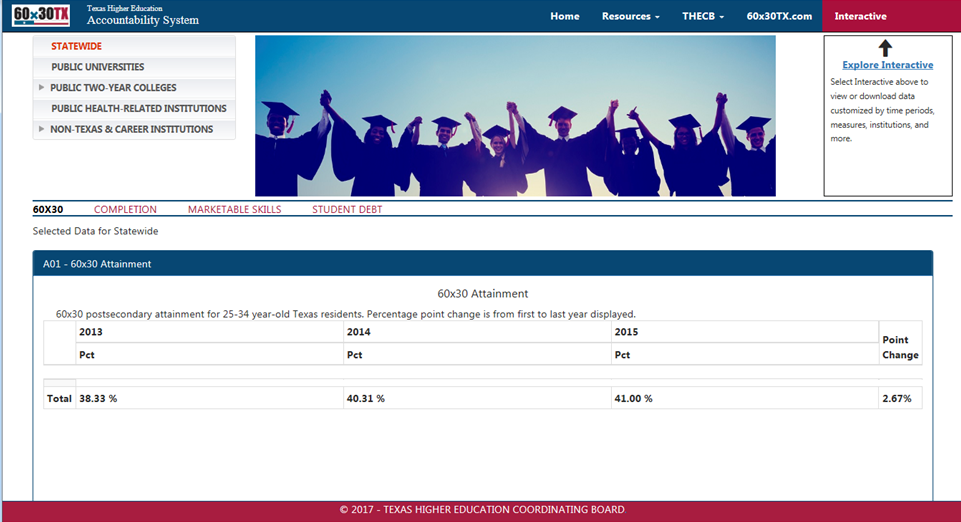 60x30TX
Texas Higher Education
Accountability System
Home Resources THECB 60x30TX.com Interactive
STATEWIDE
PUBLIC UNIVERSITIES
PUBLIC TWO-YEAR COLLEGES
PUBLIC HEALTH-RELATED INSTITUTIONS
NON-TEXAS & CAREER INSTITUTIONS
Explore Interactive
Select Interactive above to
view or download data
customized by time periods,
measures, institutions, and
more.
60X30 COMPLETION MARKETABLE SKILLS STUDENT DEBT
Selected Data for Statewide
A01 - 60x30 Attainment
60x30 Attainment
60x30 postsecondary attainment for 25-34 year-old Texas residents. Percentage point change is from first to last year displayed.
2013 2014 2015 Point Change
Pct Pct Pct
Total 38.33 % 40.31 % 41.00 % 2.67%
© 2017 - TEXAS HIGHER EDUCATION COORDINATING BOARD